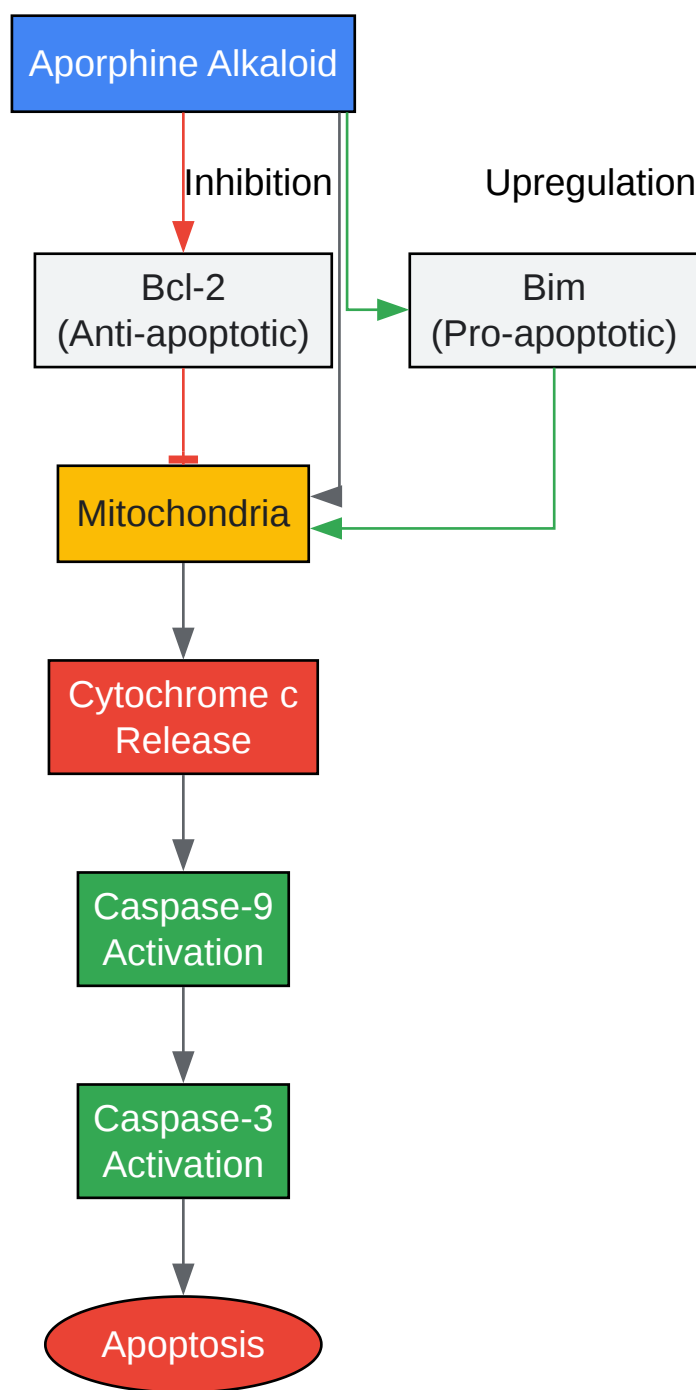 Aporphine Alkaloid
Inhibition
Upregulation
Bcl-2
(Anti-apoptotic)
Bim
(Pro-apoptotic)
Mitochondria
Cytochrome c
Release
Caspase-9
Activation
Caspase-3
Activation
Apoptosis